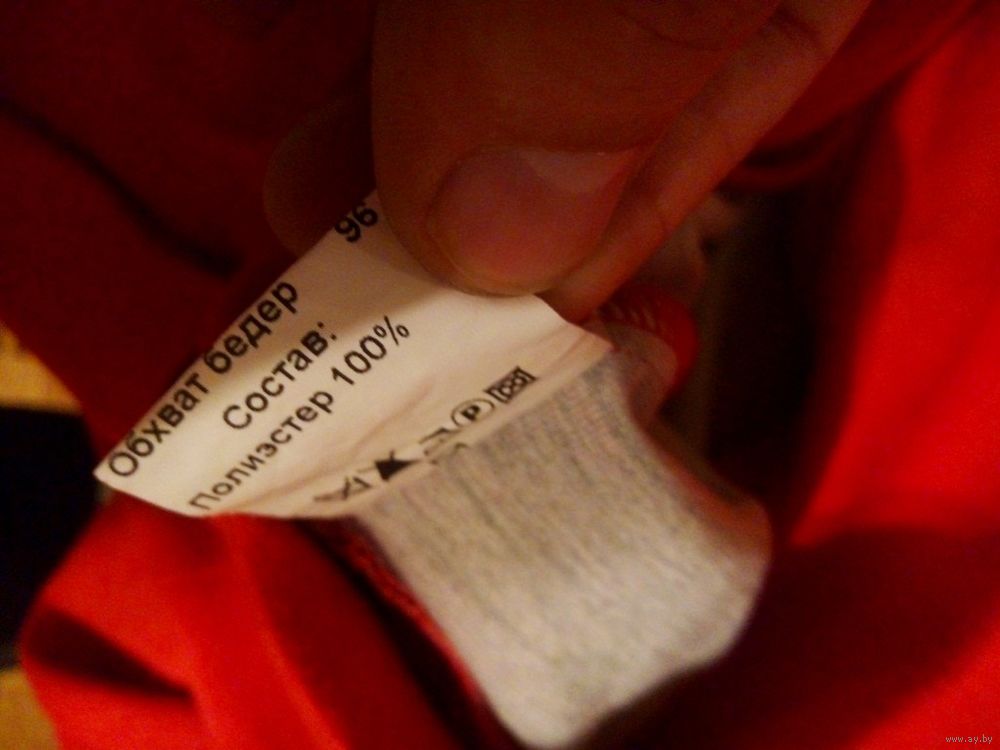 Обхват бедер 96
Состав:
Полиэстер 100%
P
www.ay.by